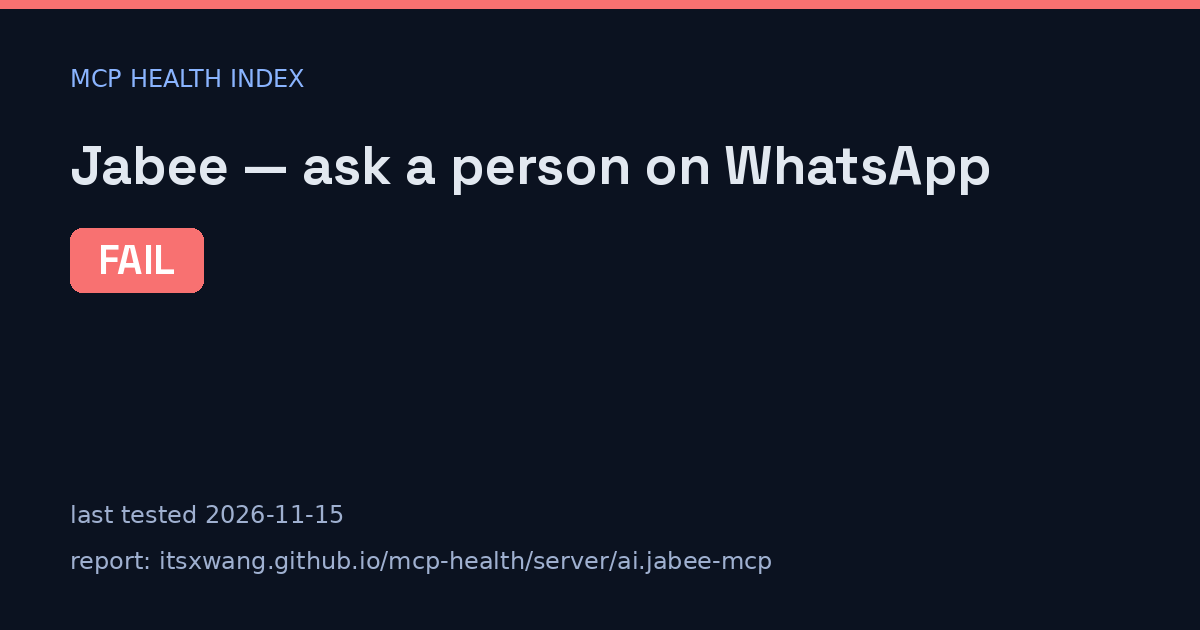 MCP HEALTH INDEX
Jabee — ask a person on WhatsApp
FAIL
last tested 2026-11-15
report: itsxwang.github.io/mcp-health/server/ai.jabee-mcp